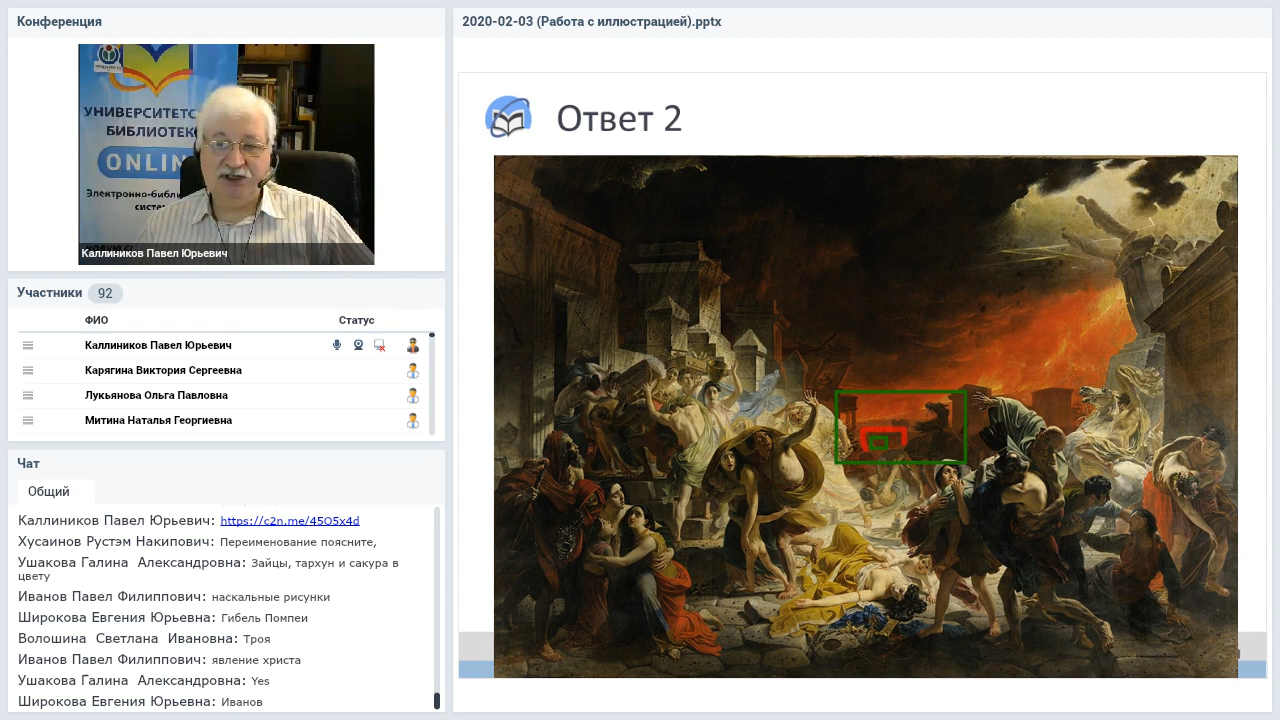 Конференция
УНИВЕРСИТЕТС
БИБЛИОТЕК
ONLIN
Электронно-библи
систе
Каллиников Павел Юрьевич
Участники 92
ФИО Статус
Каллиников Павел Юрьевич
Карягина Виктория Сергеевна
Лукьянова Ольга Павловна
Митина Наталья Георгиевна
Чат
Общий
Каллиников Павел Юрьевич: https://c2n.me/45O5x4d
Хусаинов Рустэм Накипович: Переименование поясните,
Ушакова Галина Александровна: Зайцы, тархун и сакура в
цвету
Иванов Павел Филиппович: наскальные рисунки
Широкова Евгения Юрьевна: Гибель Помпеи
Волошина Светлана Ивановна: Троя
Иванов Павел Филиппович: явление христа
Ушакова Галина Александровна: Yes
Широкова Евгения Юрьевна: Иванов
2020-02-03 (Работа с иллюстрацией).pptx
Ответ 2